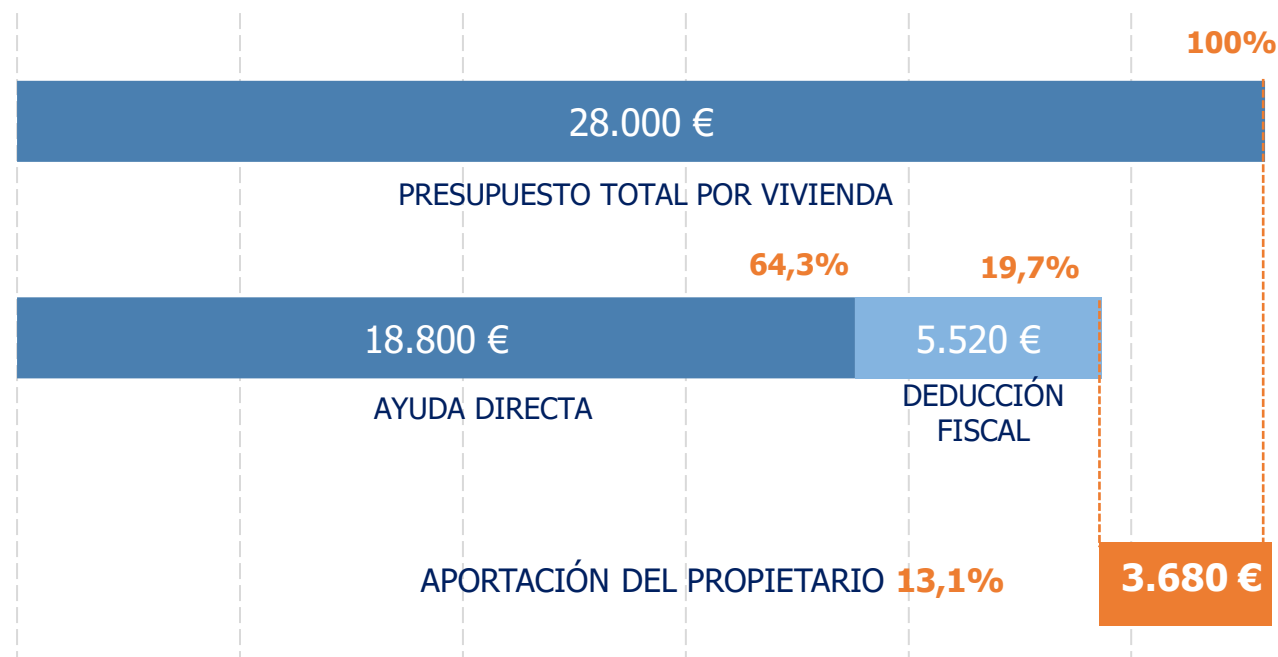 100%
28.000 €
PRESUPUESTO TOTAL POR VIVIENDA
64,3%
19,7%
18.800 €
5.520 €
AYUDA DIRECTA
DEDUCCIÓN
FISCAL
APORTACIÓN DEL PROPIETARIO 13,1%
3.680 €